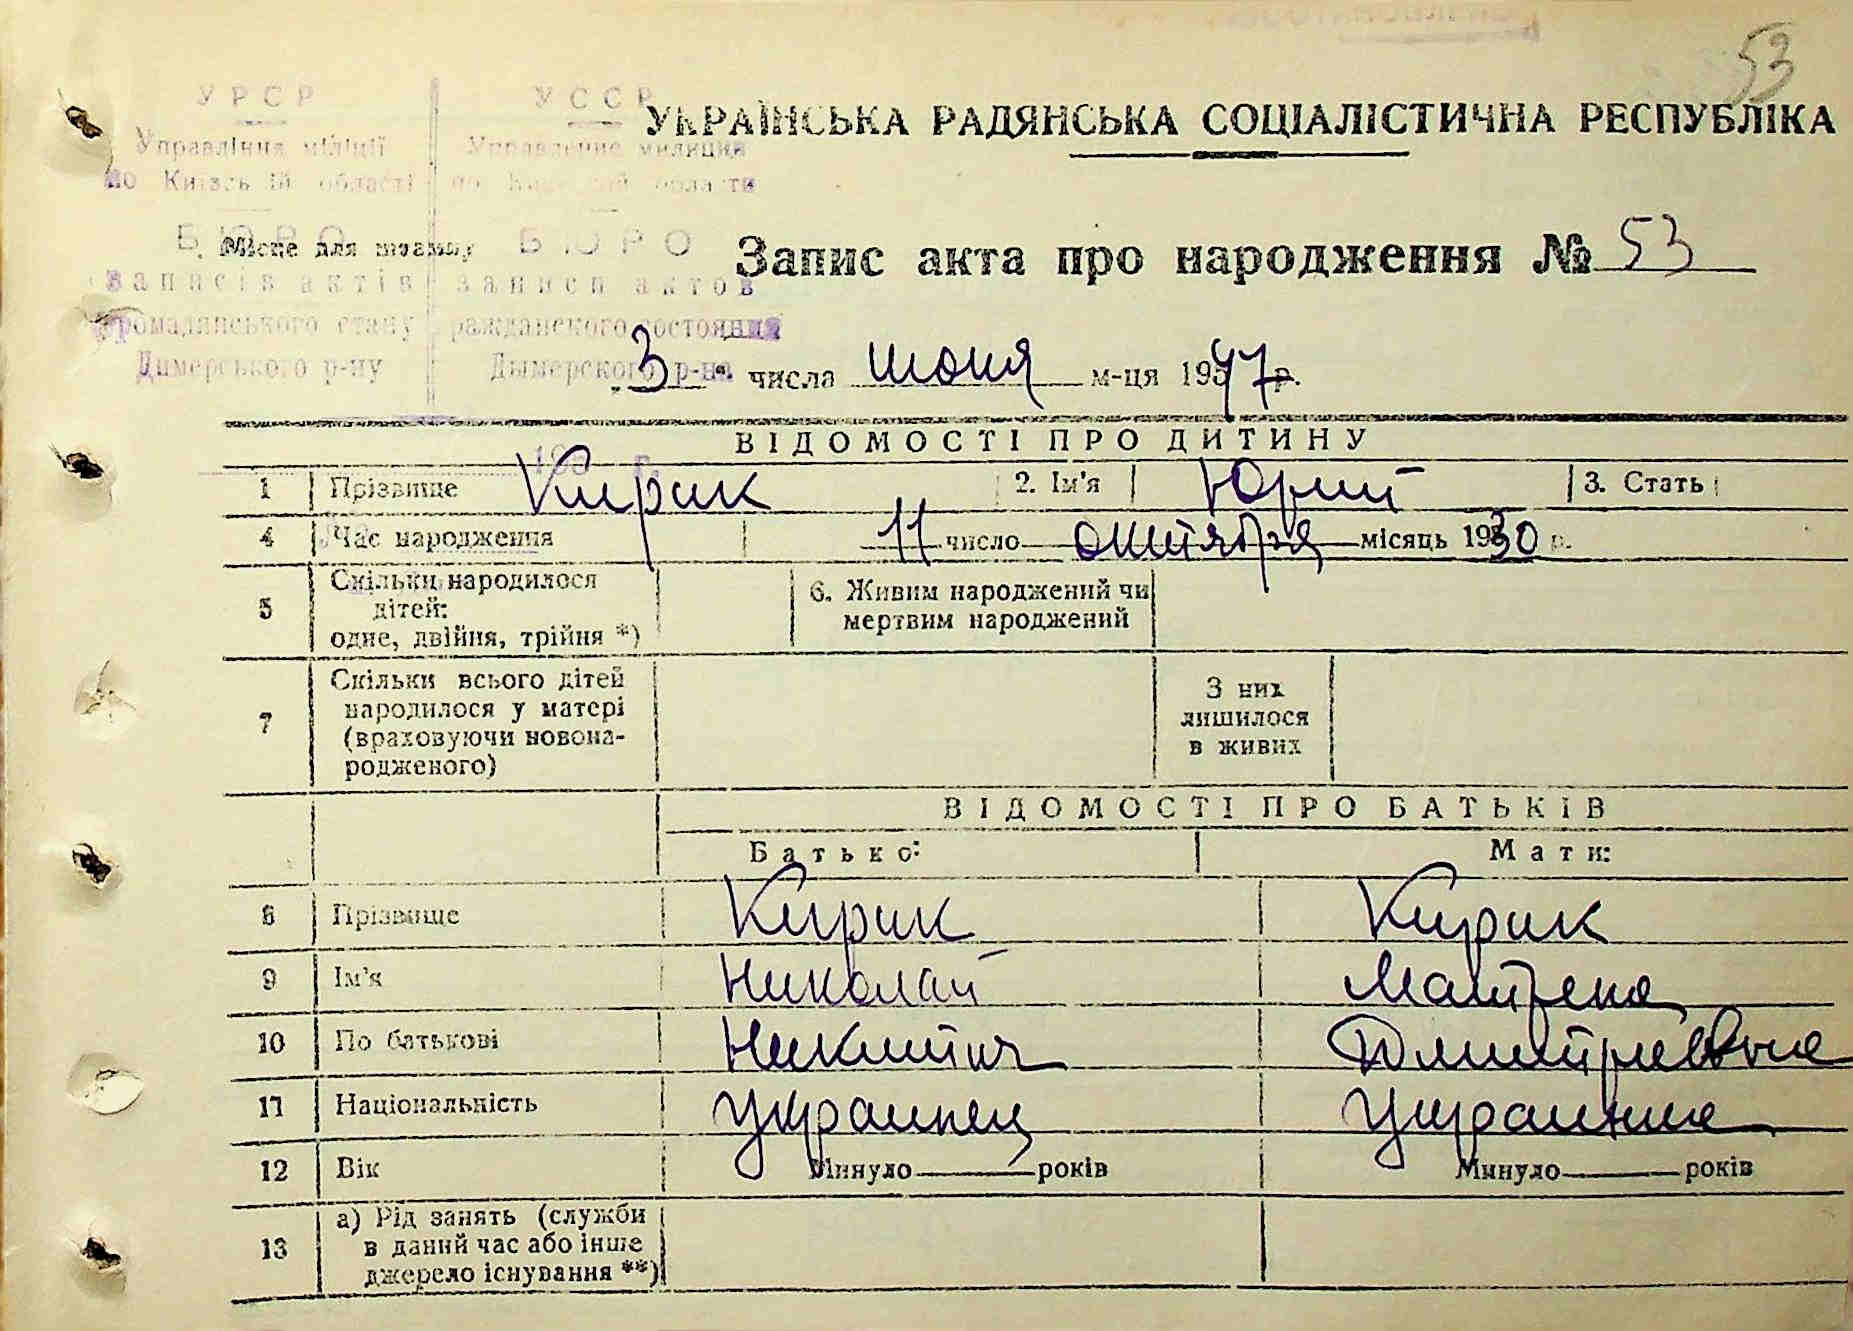 53
УРСР УССР
УКРАЇНСЬКА РАДЯНСЬКА СОЦІАЛІСТИЧНА РЕСПУБЛІКА
Управління міліції Управление милиции
по Київській області по Киевской области
БЮРО БЮРО
Місце для штампу
Запис акта про народження № 53
записів актів записи актов
громадянського стану гражданского состояния
Димерського р-ну Дымерского р-на
"3" числа июня м-ця 1947 р.
ВІДОМОСТІ ПРО ДИТИНУ
1 Прізвище Кирик 2. Ім'я Юрий 3. Стать
4 Час народження 11 число октября місяць 1930 р.
5 Скільки народилося дітей: одне, двійня, трійня *) 6. Живим народжений чи мертвим народжений
7 Скільки всього дітей народилося у матері (враховуючи новонародженого) З них лишилося в живих
ВІДОМОСТІ ПРО БАТЬКІВ
Батько: Мати:
8 Прізвище Кирик Кирик
9 Ім'я Николай Матрена
10 По батькові Никитич Дмитриевна
11 Національність украинец украинка
12 Вік Минуло років Минуло років
13 а) Рід занять (служби в даний час або інше джерело існування **)